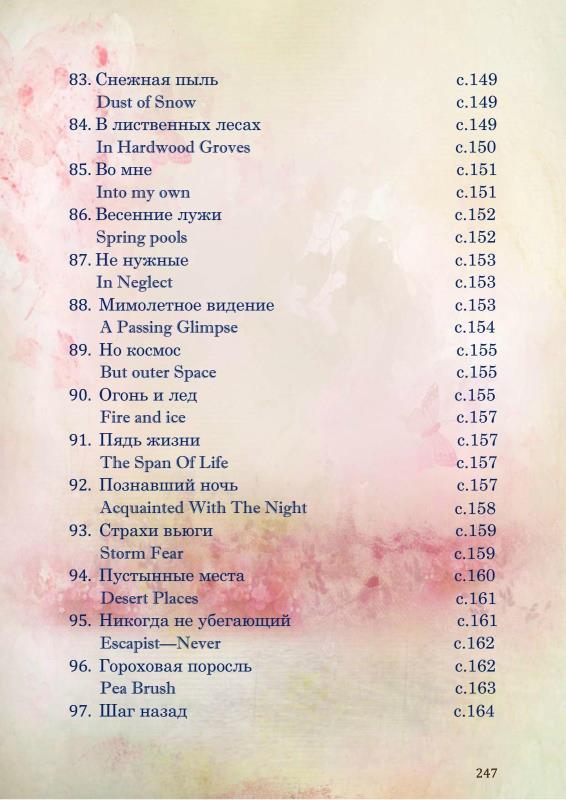 83. Снежная пыль с.149
Dust of Snow с.149
84. В лиственных лесах с.149
In Hardwood Groves с.150
85. Во мне с.151
Into my own с.151
86. Весенние лужи с.152
Spring pools с.152
87. Не нужные с.153
In Neglect с.153
88. Мимолетное видение с.153
A Passing Glimpse с.154
89. Но космос с.155
But outer Space с.155
90. Огонь и лед с.155
Fire and ice с.157
91. Пядь жизни с.157
The Span Of Life с.157
92. Познавший ночь с.157
Acquainted With The Night с.158
93. Страхи вьюги с.159
Storm Fear с.159
94. Пустынные места с.160
Desert Places с.161
95. Никогда не убегающий с.161
Escapist—Never с.162
96. Гороховая поросль с.162
Pea Brush с.163
97. Шаг назад с.164
247